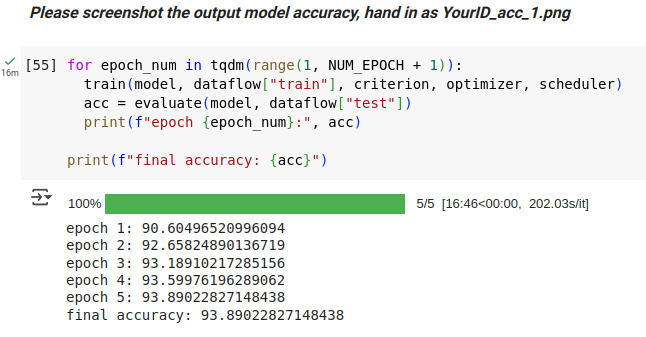 Please screenshot the output model accuracy, hand in as YourID_acc_1.png
[55] for epoch_num in tqdm(range(1, NUM_EPOCH + 1)):
16m
train(model, dataflow["train"], criterion, optimizer, scheduler)
acc = evaluate(model, dataflow["test"])
print(f"epoch {epoch_num}:", acc)
print(f"final accuracy: {acc}")
100% 5/5 [16:46<00:00, 202.03s/it]
epoch 1: 90.60496520996094
epoch 2: 92.65824890136719
epoch 3: 93.18910217285156
epoch 4: 93.59976196289062
epoch 5: 93.89022827148438
final accuracy: 93.89022827148438